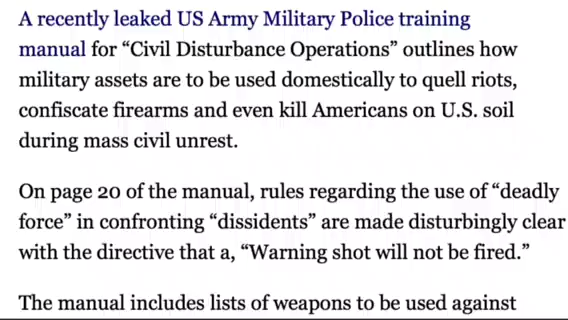 A recently leaked US Army Military Police training
manual for “Civil Disturbance Operations” outlines how
military assets are to be used domestically to quell riots,
confiscate firearms and even kill Americans on U.S. soil
during mass civil unrest.
On page 20 of the manual, rules regarding the use of “deadly
force” in confronting “dissidents” are made disturbingly clear
with the directive that a, “Warning shot will not be fired.”
The manual includes lists of weapons to be used against